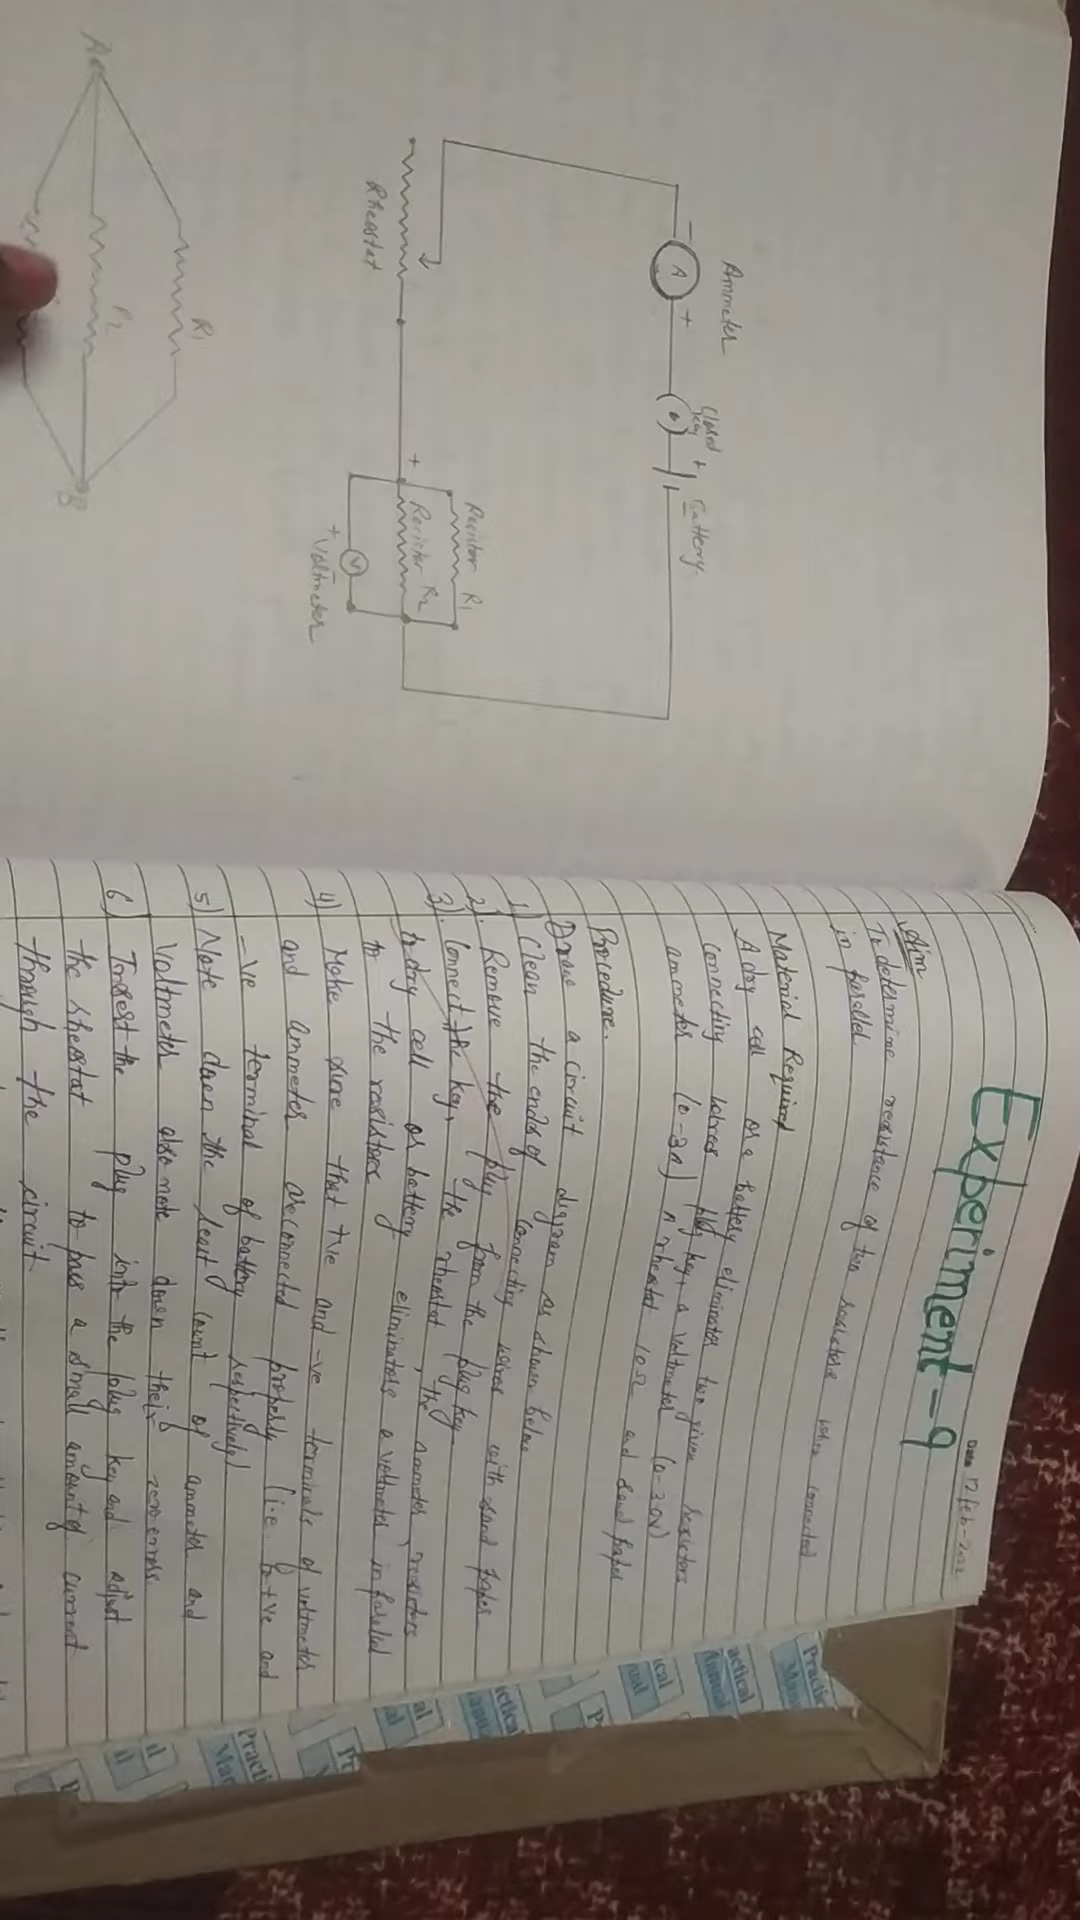 Ammeter
- A +
Closed key
+ -
Battery
Rheostat
+
Resistor R1
Resistor R2
V
+ -
Voltmeter
A
R1
R2
B
Date 12 Feb-2022
Experiment-9
Aim
To determine resistance of two resistors when connected
in parallel
Material Required
A dry cell or a battery eliminator two given resistors
connecting wires plug key, a voltmeter (0-3.0V)
ammeter (0-3A) A rheostat 10Ω and sand paper
Procedure.
Draw a circuit digram as shown below
1) Clean the ends of connecting wires with sand paper
2). Remove the plug from the plug key
3). Connect the key, the rheostat, the ammeter, resistors
to dry cell or battery eliminators a voltmeter in parallel
to the resistors
4) Make sure that +ve and -ve terminals of voltmeter
and ammeter are connected properly (i.e. to +ve and
-ve terminal of battery respectively)
5) Note down the least count of ammeter and
Voltmeter also note down their zero errors
6) the plug into the plug key and adjust
the rheostat to pass a small amount of current
through the circuit.
Practical
Manual